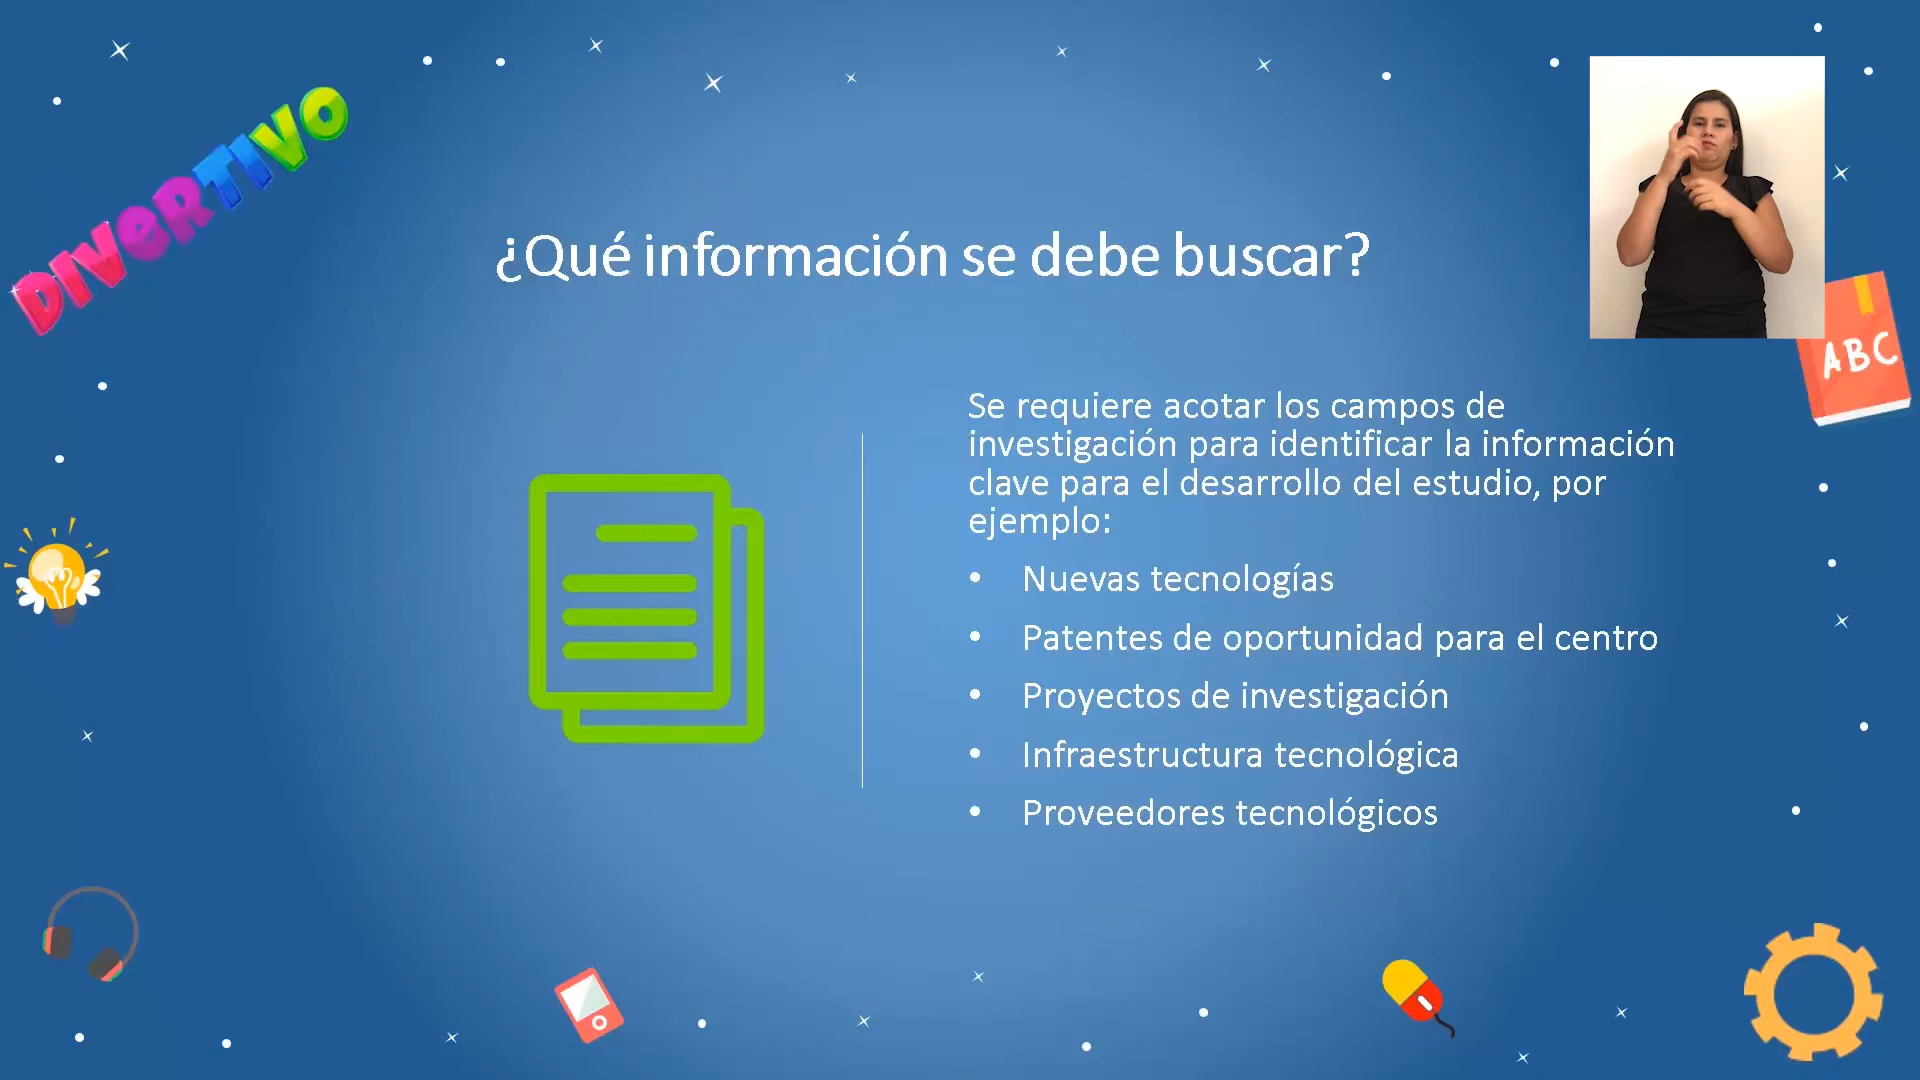 DIVeRTIVO
¿Qué información se debe buscar?
ABC
Se requiere acotar los campos de
investigación para identificar la información
clave para el desarrollo del estudio, por
ejemplo:
• Nuevas tecnologías
• Patentes de oportunidad para el centro
• Proyectos de investigación
• Infraestructura tecnológica
• Proveedores tecnológicos